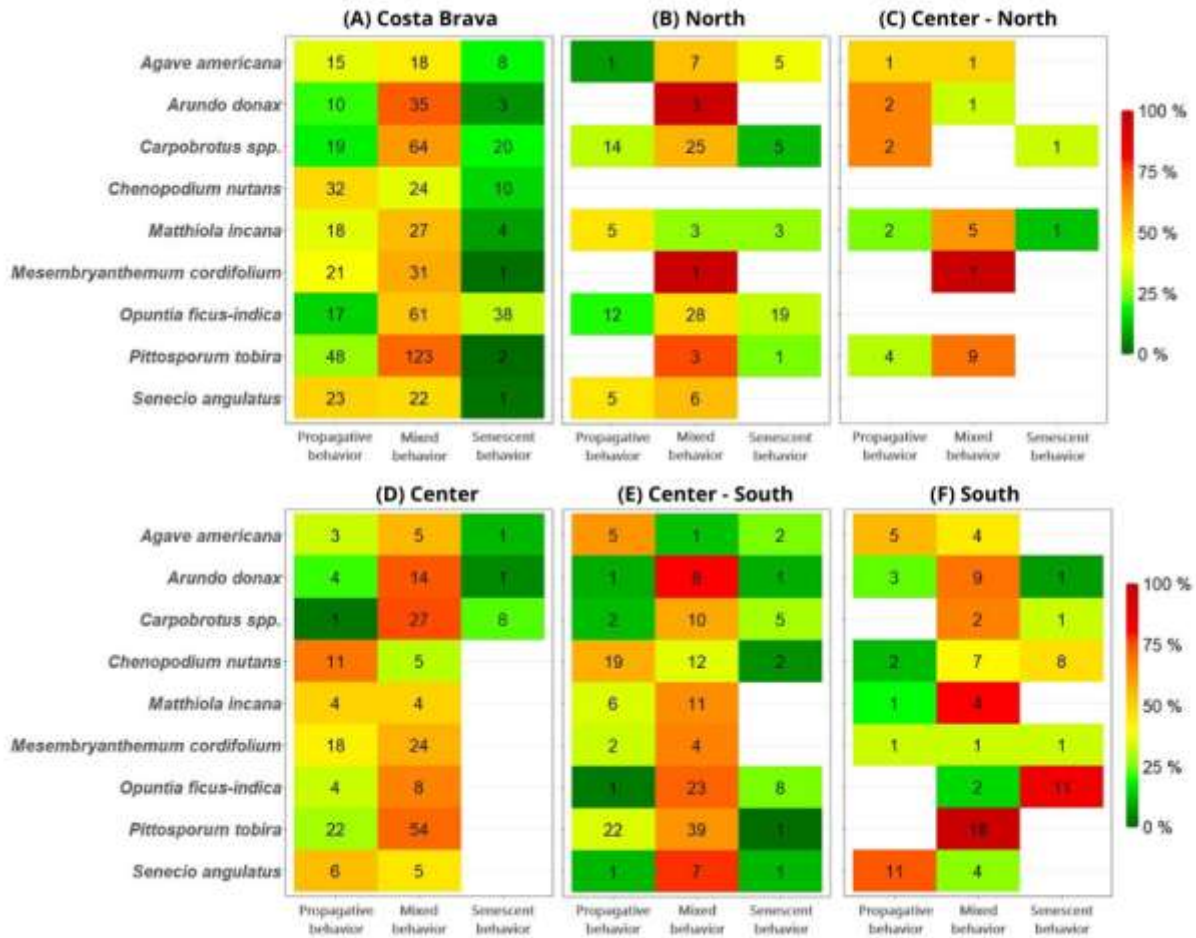 (A) Costa Brava (B) North (C) Center - North
Agave americana 15 18 8 1 7 5 1 1
Arundo donax 10 35 3 3 2 1
100 %
Carpobrotus spp. 19 64 20 14 25 5 2 1
75 %
Chenopodium nutans 32 24 10
Matthiola incana 18 27 4 5 3 3 2 5 1
50 %
Mesembryanthemum cordifolium 21 31 1 1 1
25 %
Opuntia ficus-indica 17 61 38 12 28 19
Pittosporum tobira 48 123 2 3 1 4 9
0 %
Senecio angulatus 23 22 1 5 6
Propagative Mixed Senescent Propagative Mixed Senescent Propagative Mixed Senescent
behavior behavior behavior behavior behavior behavior behavior behavior behavior
(D) Center (E) Center - South (F) South
Agave americana 3 5 1 5 1 2 5 4
Arundo donax 4 14 1 1 8 1 3 9 1
100 %
Carpobrotus spp. 1 27 8 2 10 5 2 1
75 %
Chenopodium nutans 11 5 19 12 2 2 7 8
Matthiola incana 4 4 6 11 1 4
50 %
Mesembryanthemum cordifolium 18 24 2 4 1 1 1
25 %
Opuntia ficus-indica 4 8 1 23 8 2 11
Pittosporum tobira 22 54 22 39 1 18
0 %
Senecio angulatus 6 5 1 7 1 11 4
Propagative Mixed Senescent Propagative Mixed Senescent Propagative Mixed Senescent
behavior behavior behavior behavior behavior behavior behavior behavior behavior